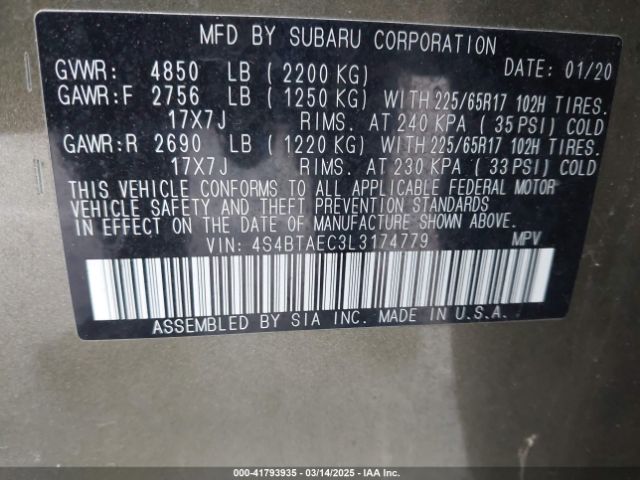 MFD BY SUBARU CORPORATION
GVWR: 4850 LB ( 2200 KG) DATE: 01/20
GAWR:F 2756 LB ( 1250 KG) WITH 225/65R17 102H TIRES.
17X7J RIMS. AT 240 KPA ( 35 PSI) COLD
GAWR:R 2690 LB ( 1220 KG) WITH 225/65R17 102H TIRES.
17X7J RIMS. AT 230 KPA ( 33 PSI) COLD
THIS VEHICLE CONFORMS TO ALL APPLICABLE FEDERAL MOTOR
VEHICLE SAFETY AND THEFT PREVENTION STANDARDS
IN EFFECT ON THE DATE OF MANUFACTURE SHOWN ABOVE.
VIN: 4S4BTAEC3L3174779 MPV
ASSEMBLED BY SIA INC. MADE IN U.S.A.
000-41793935 - 03/14/2025 - IAA Inc.